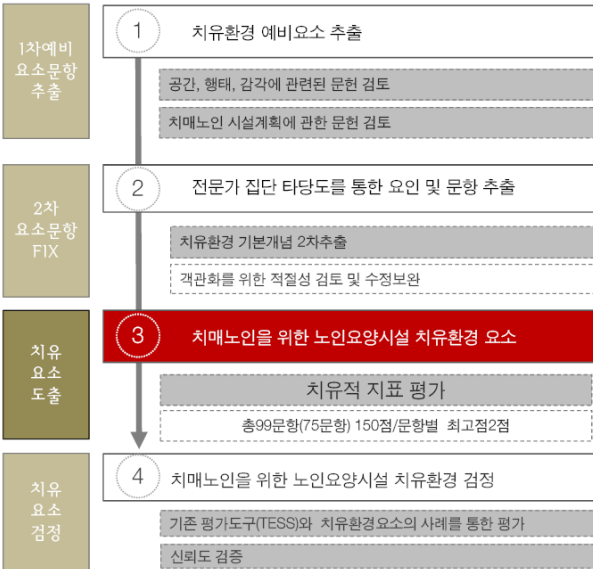 1차예비
요소문항
추출
1
치유환경 예비요소 추출
공간, 행태, 감각에 관련된 문헌 검토
치매노인 시설계획에 관한 문헌 검토
2차
요소문항
FIX
2
전문가 집단 타당도를 통한 요인 및 문항 추출
치유환경 기본개념 2차추출
객관화를 위한 적절성 검토 및 수정보완
치유
요소
도출
3
치매노인을 위한 노인요양시설 치유환경 요소
치유적 지표 평가
총99문항(75문항) 150점/문항별 최고점2점
치유
요소
검정
4
치매노인을 위한 노인요양시설 치유환경 검정
기존 평가도구(TESS)와 치유환경요소의 사례를 통한 평가
신뢰도 검증